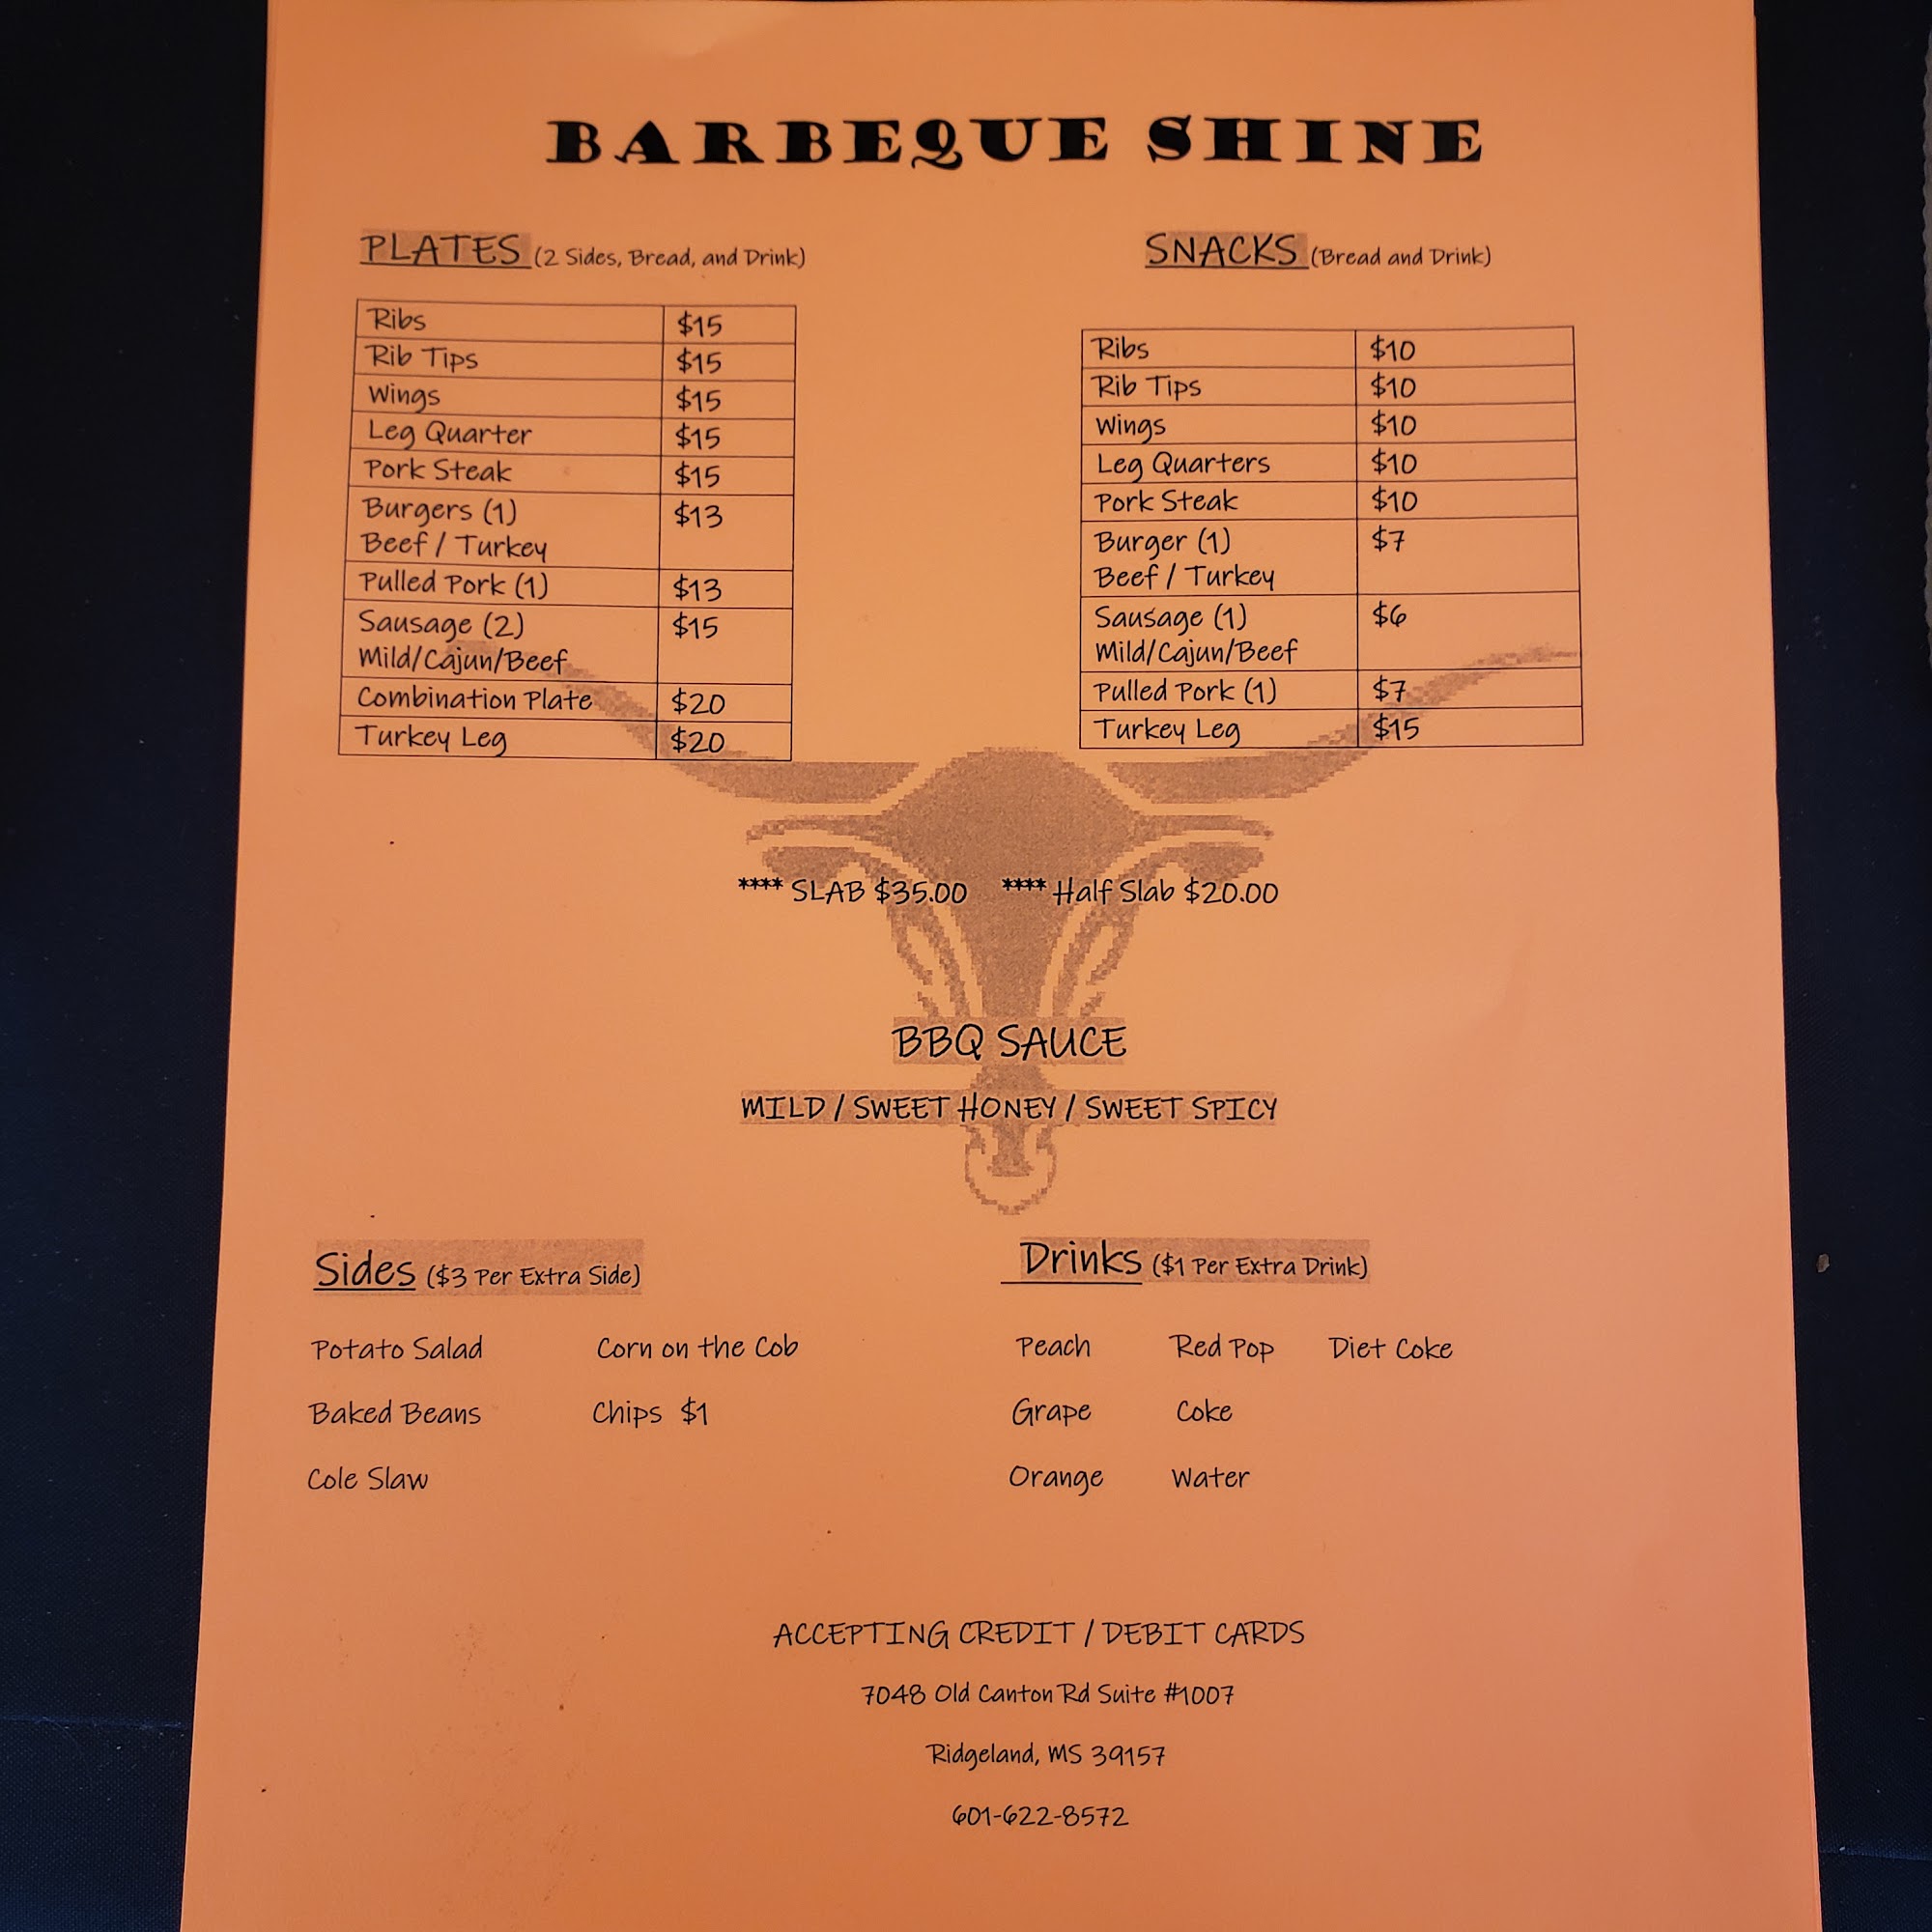 BARBEQUE SHINE
PLATES (2 Sides, Bread, and Drink)
Ribs $15
Rib Tips $15
Wings $15
Leg Quarter $15
Pork Steak $15
Burgers (1) $13
Beef / Turkey
Pulled Pork (1) $13
Sausage (2) $15
Mild/Cajun/Beef
Combination Plate $20
Turkey Leg $20
SNACKS (Bread and Drink)
Ribs $10
Rib Tips $10
Wings $10
Leg Quarters $10
Pork Steak $10
Burger (1) $7
Beef / Turkey
Sausage (1) $6
Mild/Cajun/Beef
Pulled Pork (1) $7
Turkey Leg $15
**** SLAB $35.00 **** Half Slab $20.00
BBQ SAUCE
MILD / SWEET HONEY / SWEET SPICY
Sides ($3 Per Extra Side)
Potato Salad Corn on the Cob
Baked Beans Chips $1
Cole Slaw
Drinks ($1 Per Extra Drink)
Peach Red Pop Diet Coke
Grape Coke
Orange Water
ACCEPTING CREDIT / DEBIT CARDS
7048 Old Canton Rd Suite #1007
Ridgeland, MS 39157
601-622-8572